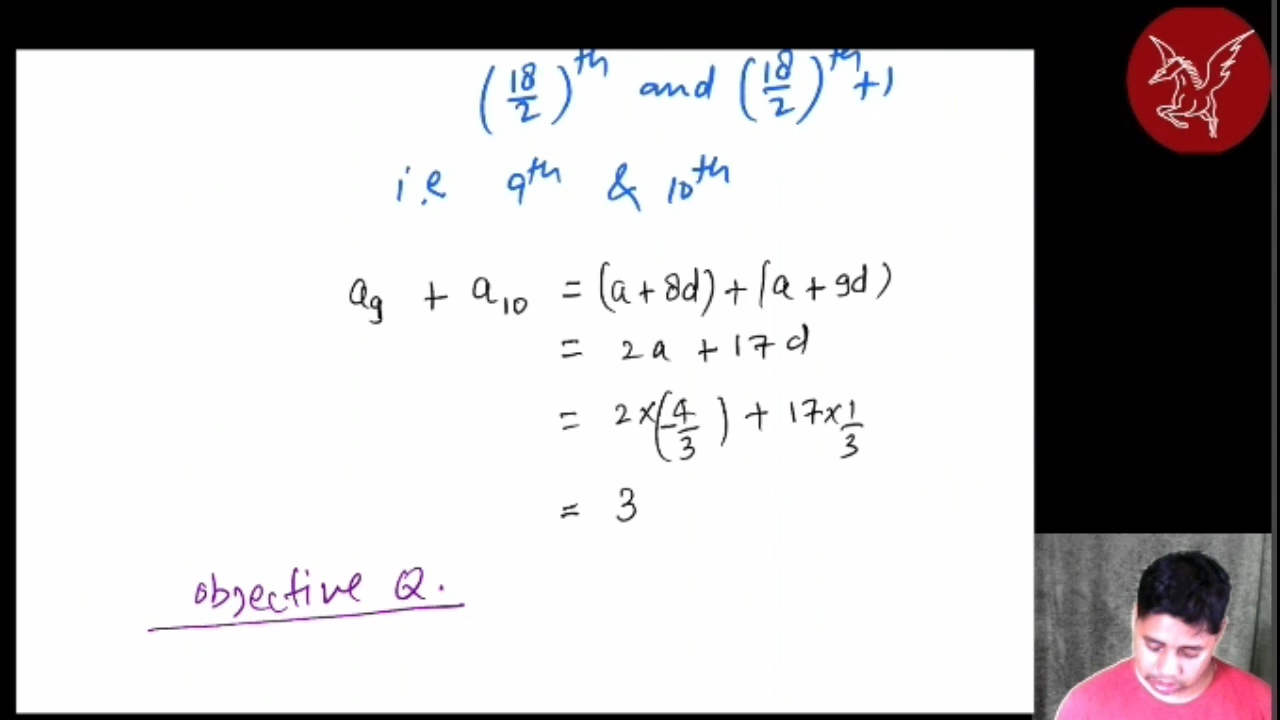 (18/2)th and (18/2)th +1
i.e 9th & 10th
a9 + a10 = (a + 8d) + (a + 9d)
= 2a + 17d
= 2×(-4/3) + 17×1/3
= 3
objective Q.